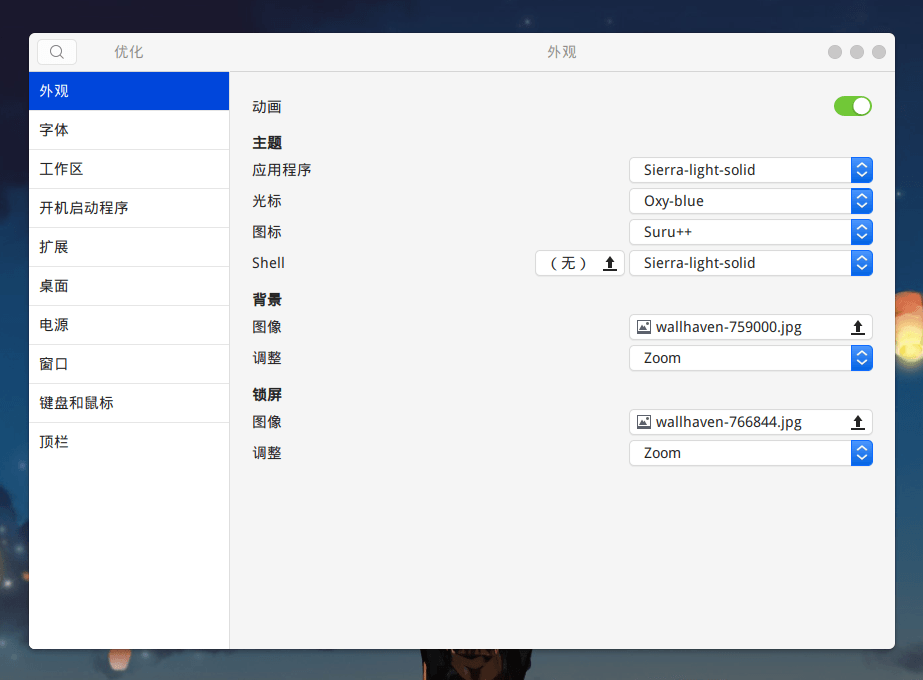 优化
外观
外观
字体
工作区
开机启动程序
扩展
桌面
电源
窗口
键盘和鼠标
顶栏
动画
主题
应用程序 Sierra-light-solid
光标 Oxy-blue
图标 Suru++
Shell （无） Sierra-light-solid
背景
图像 wallhaven-759000.jpg
调整 Zoom
锁屏
图像 wallhaven-766844.jpg
调整 Zoom